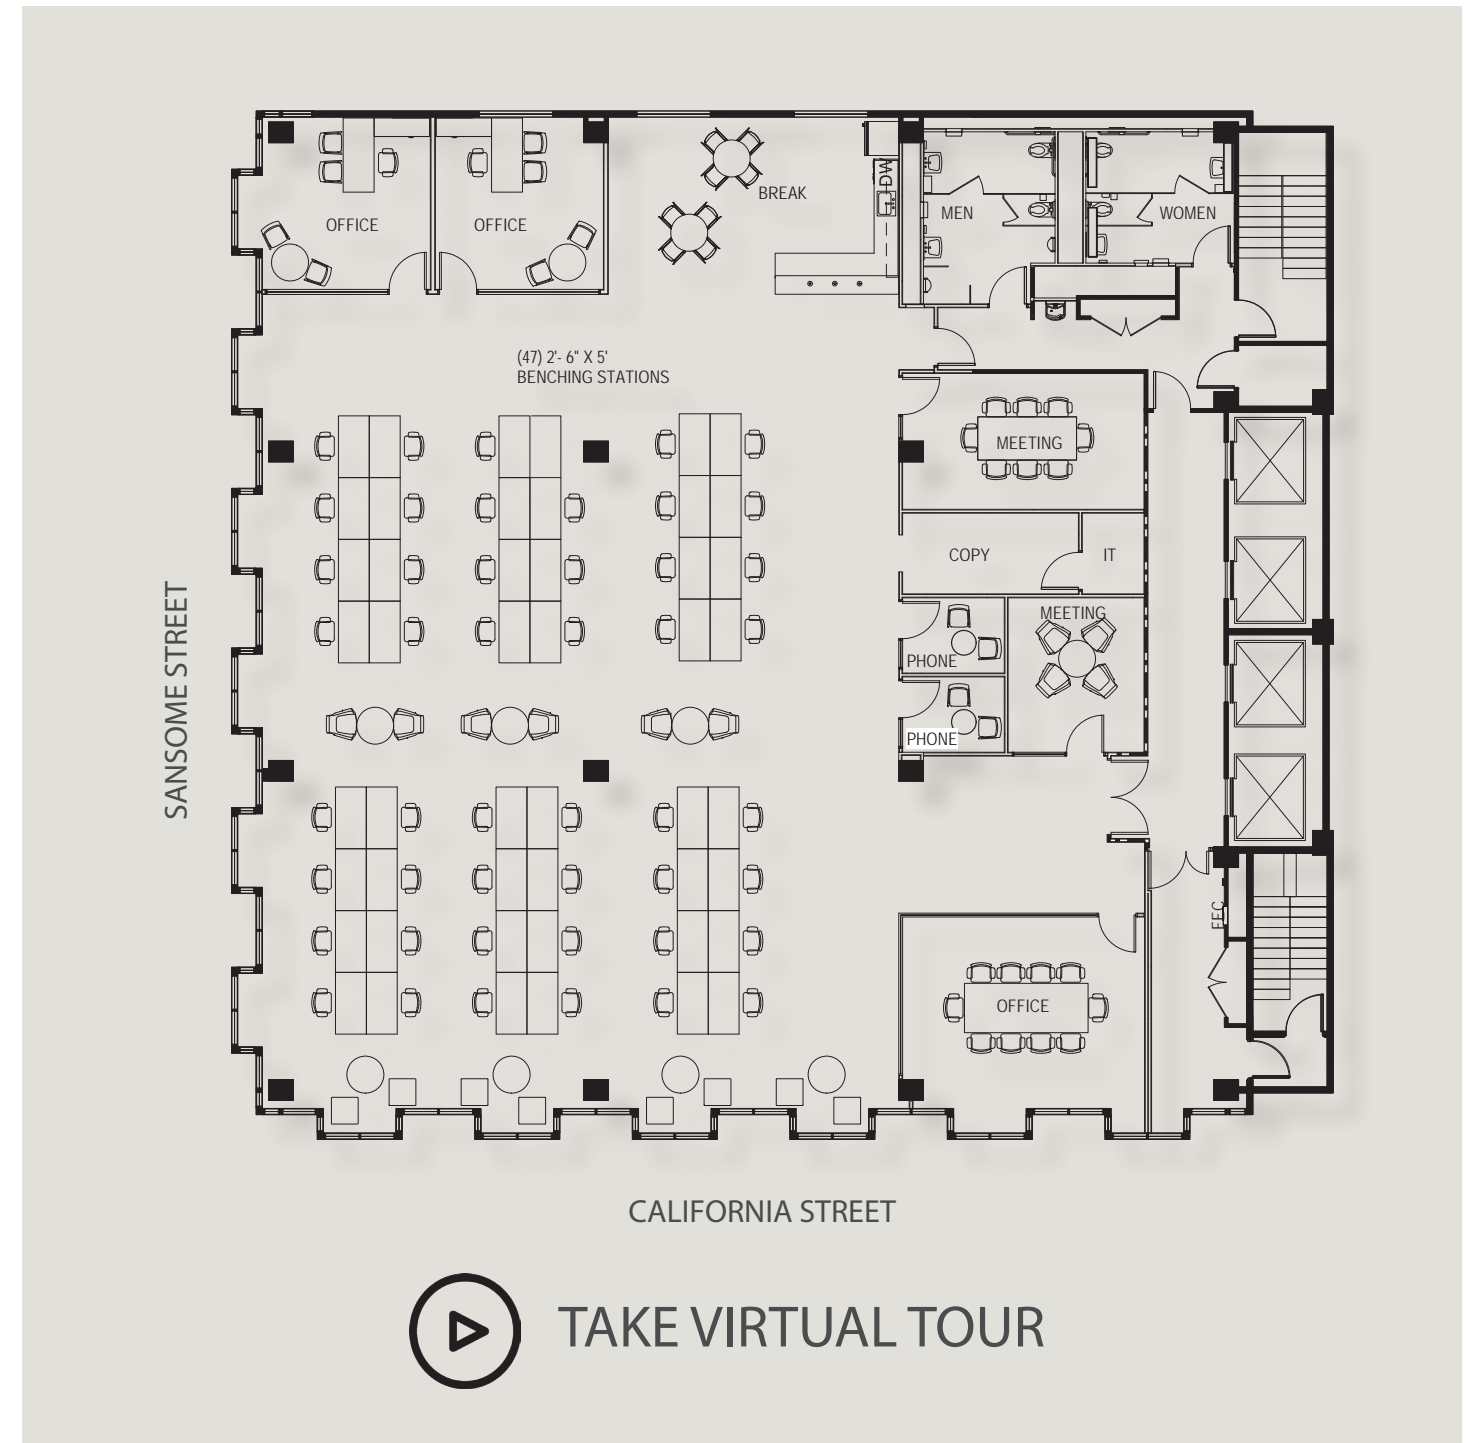 DW
BREAK
OFFICE
OFFICE
MEN
WOMEN
(47) 2'- 6" X 5'
BENCHING STATIONS
MEETING
COPY
IT
MEETING
PHONE
PHONE
SANSOME STREET
FEC
OFFICE
CALIFORNIA STREET
TAKE VIRTUAL TOUR